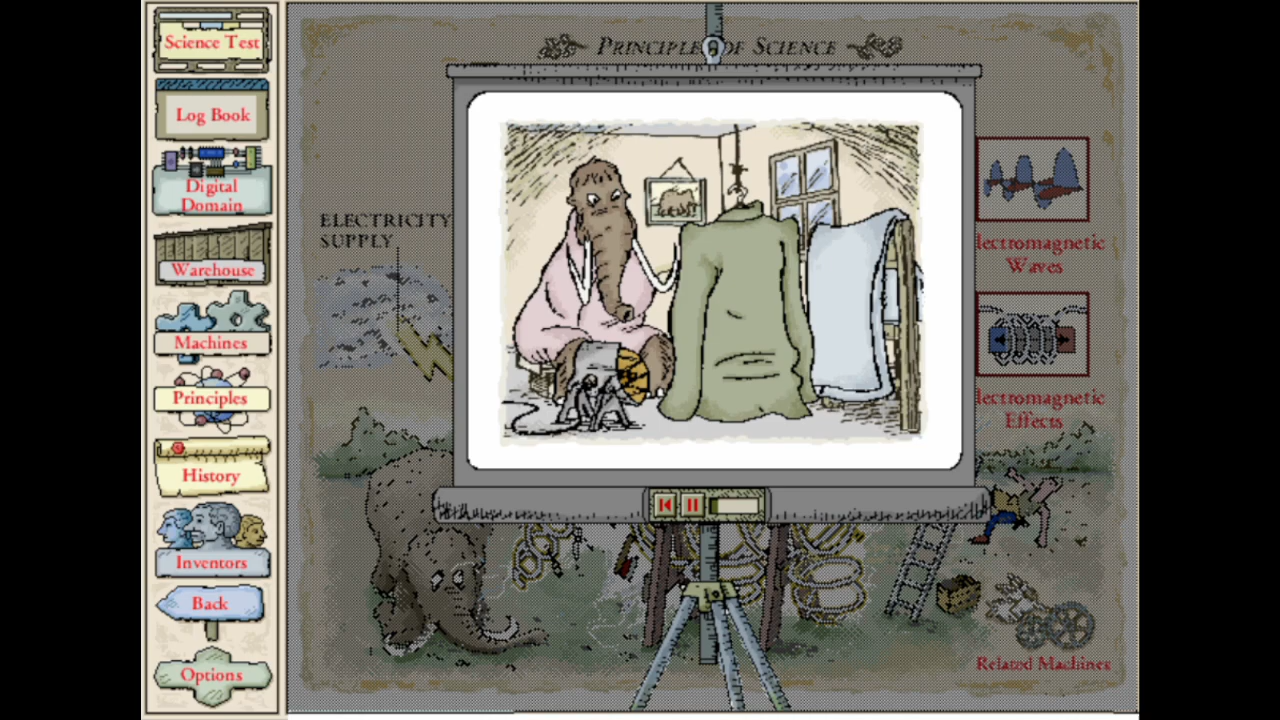 Science Test
Log Book
Digital
Domain
Warehouse
Machines
Principles
History
Inventors
Back
Options
PRINCIPLES OF SCIENCE
ELECTRICITY
SUPPLY
lectromagnetic
Waves
lectromagnetic
Effects
Related Machines